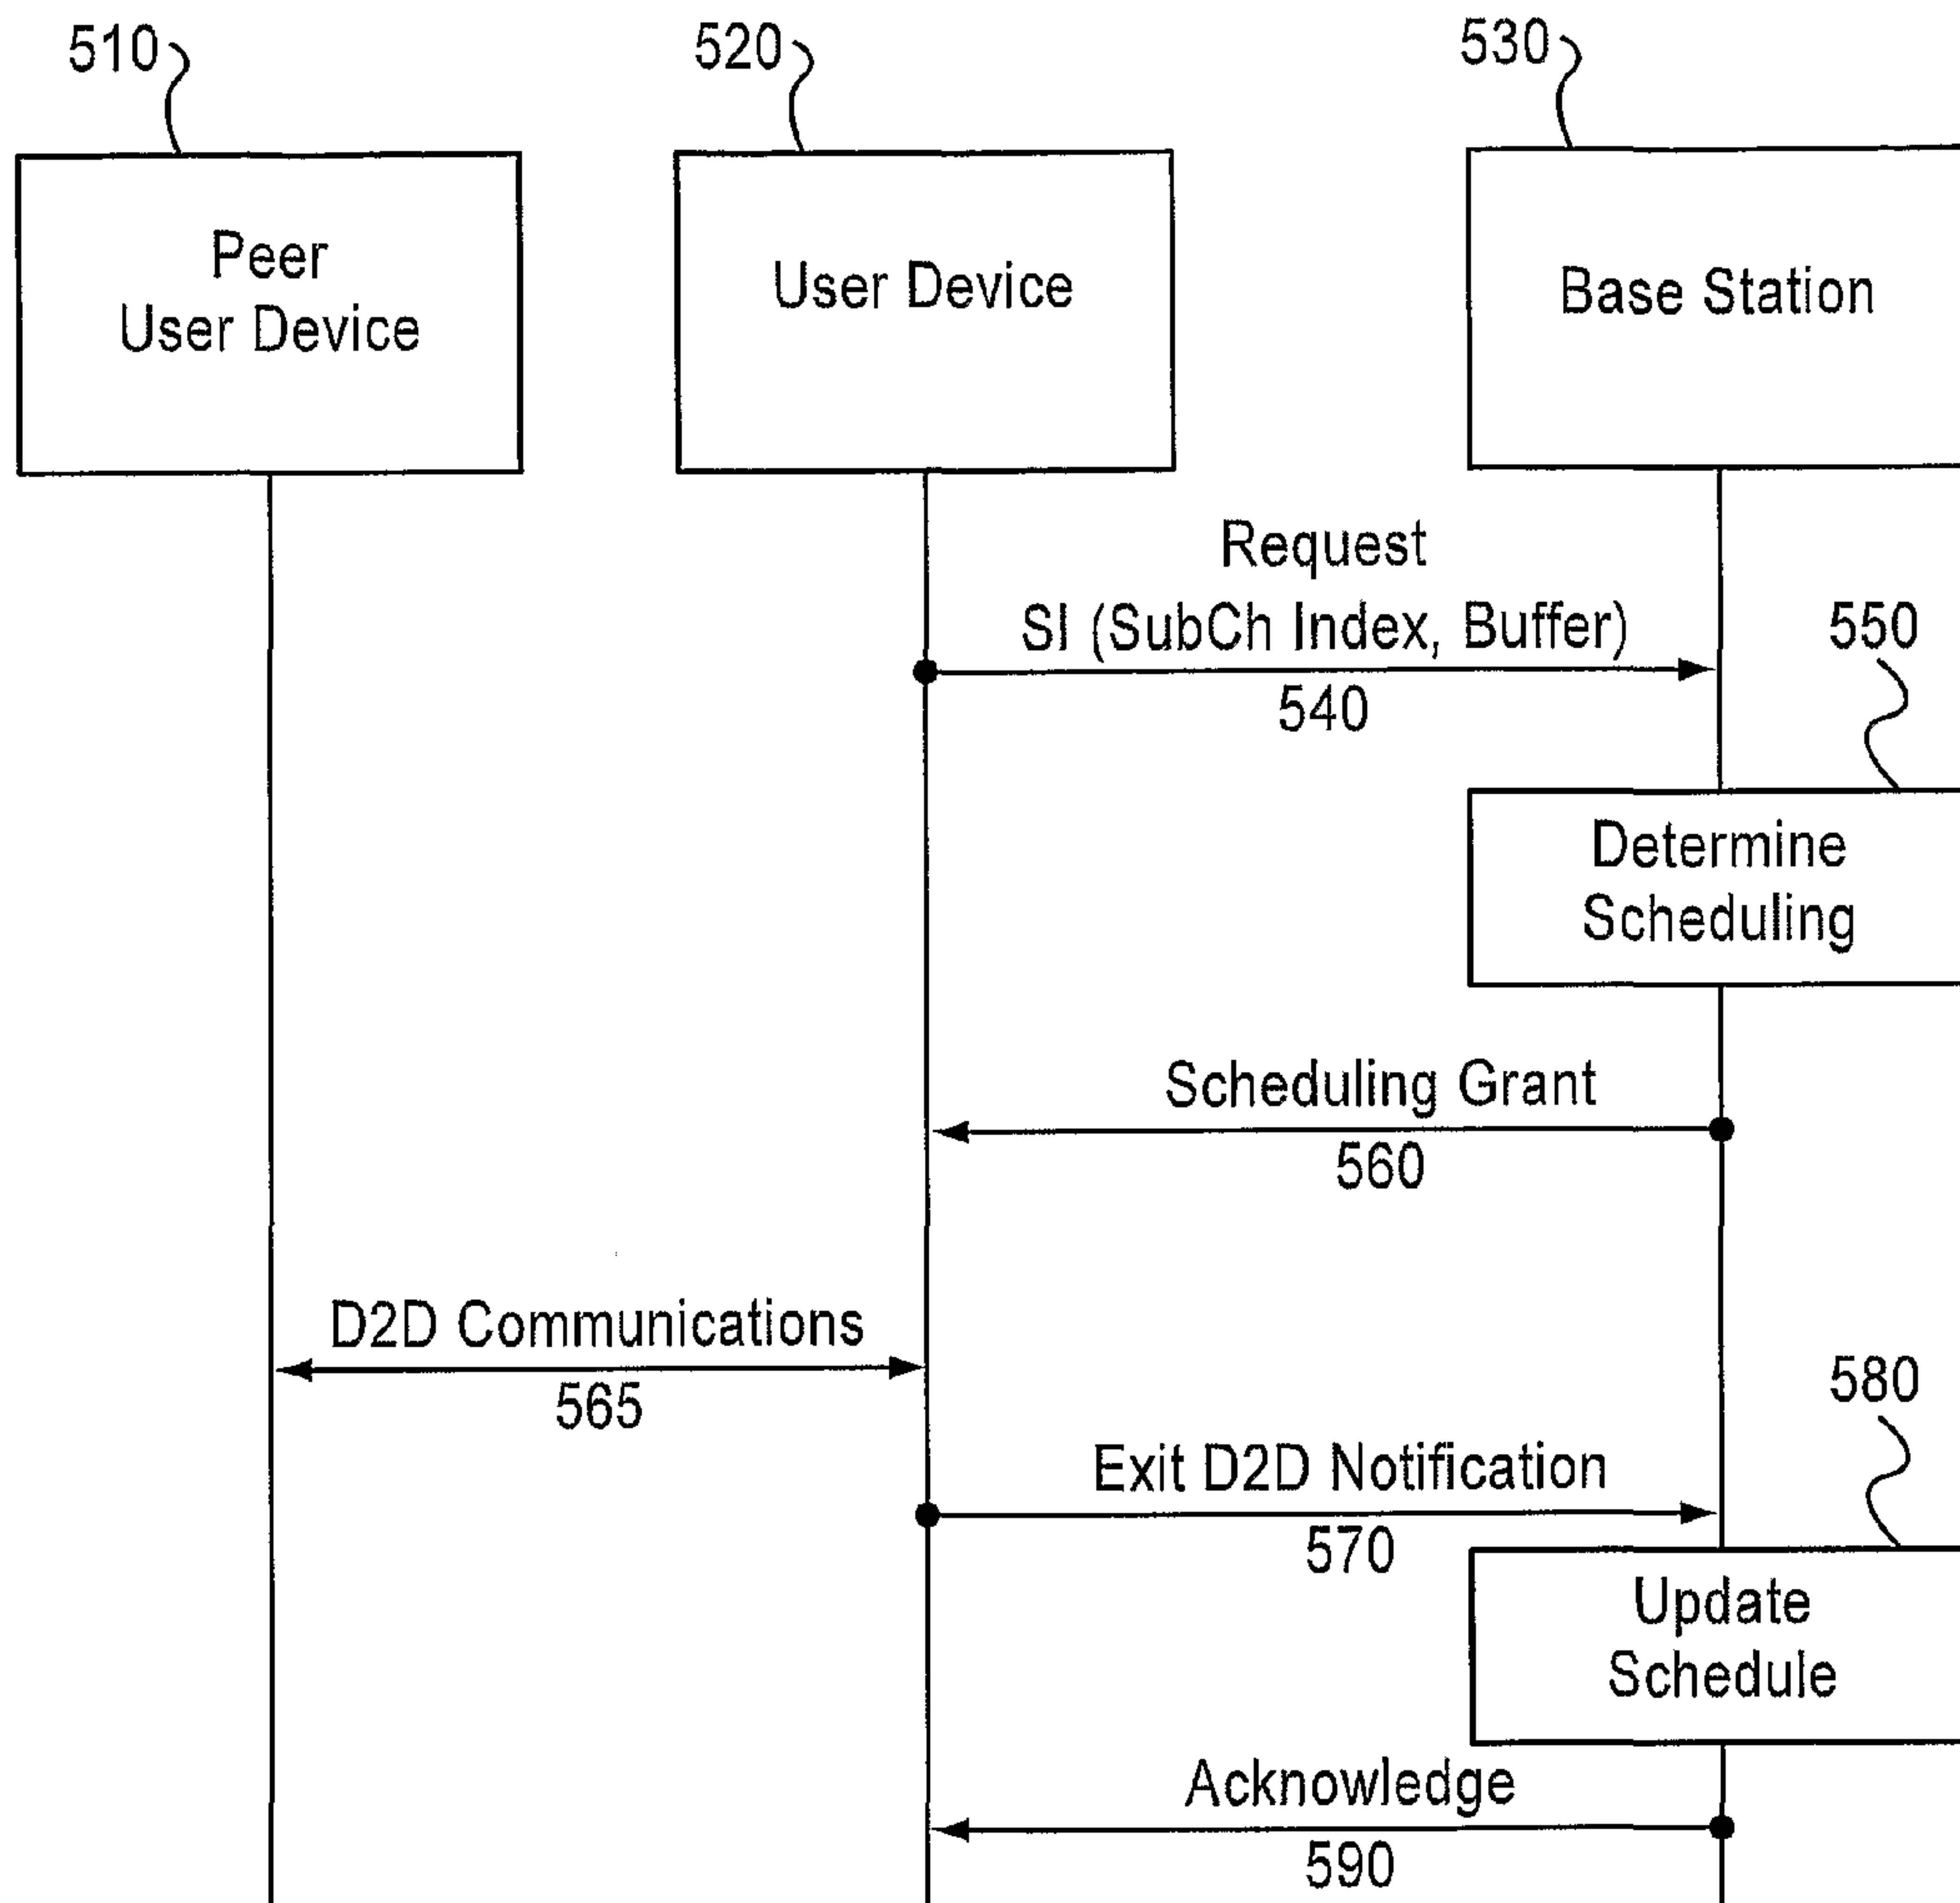 510
520
530
Peer
User Device
User Device
Base Station
Request
SI (SubCh Index, Buffer)
540
550
Determine
Scheduling
Scheduling Grant
560
D2D Communications
565
580
Exit D2D Notification
570
Update
Schedule
Acknowledge
590